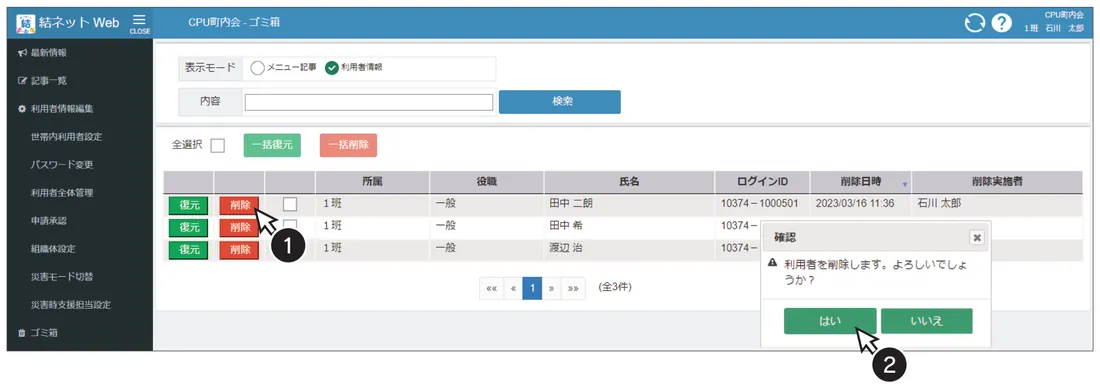 結 結ネット Web CLOSE CPU町内会 - ゴミ箱 ? CPU町内会
1班 石川 太郎
最新情報
記事一覧
利用者情報編集
世帯内利用者設定
パスワード変更
利用者全体管理
申請承認
組織体設定
災害モード切替
災害時支援担当設定
ゴミ箱
表示モード メニュー記事 利用者情報
内容 検索
全選択 一括復元 一括削除
所属 役職 氏名 ログインID 削除日時 削除実施者
復元 削除 1班 一般 田中 二朗 10374－1000501 2023/03/16 11:36 石川 太郎
復元 削除 1班 一般 田中 希 10374－
復元 削除 1班 一般 渡辺 治 10374－
«« « 1 » »» (全3件)
1
確認 ×
利用者を削除します。よろしいでしょ
うか？
はい いいえ
2